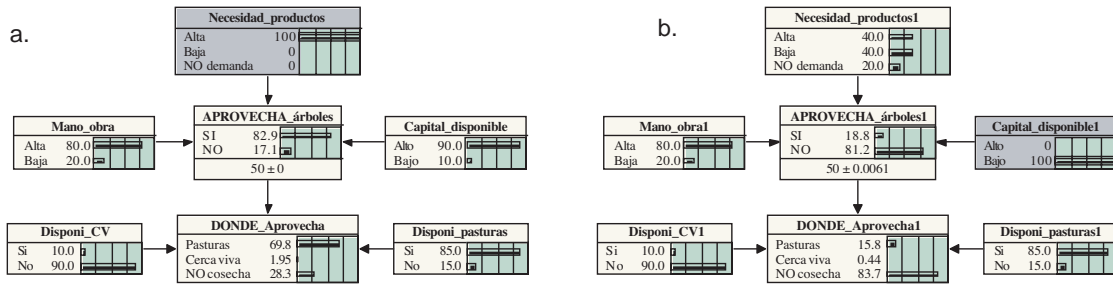 a.
Necesidad_productos
Alta 100
Baja 0
NO demanda 0
Mano_obra
Alta 80.0
Baja 20.0
APROVECHA_árboles
SI 82.9
NO 17.1
50 ± 0
Capital_disponible
Alto 90.0
Bajo 10.0
Disponi_CV
Si 10.0
No 90.0
DONDE_Aprovecha
Pasturas 69.8
Cerca viva 1.95
NO cosecha 28.3
Disponi_pasturas
Si 85.0
No 15.0
b.
Necesidad_productos1
Alta 40.0
Baja 40.0
NO demanda 20.0
Mano_obra1
Alta 80.0
Baja 20.0
APROVECHA_árboles1
SI 18.8
NO 81.2
50 ± 0.0061
Capital_disponible1
Alto 0
Bajo 100
Disponi_CV1
Si 10.0
No 90.0
DONDE_Aprovecha1
Pasturas 15.8
Cerca viva 0.44
NO cosecha 83.7
Disponi_pasturas1
Si 85.0
No 15.0